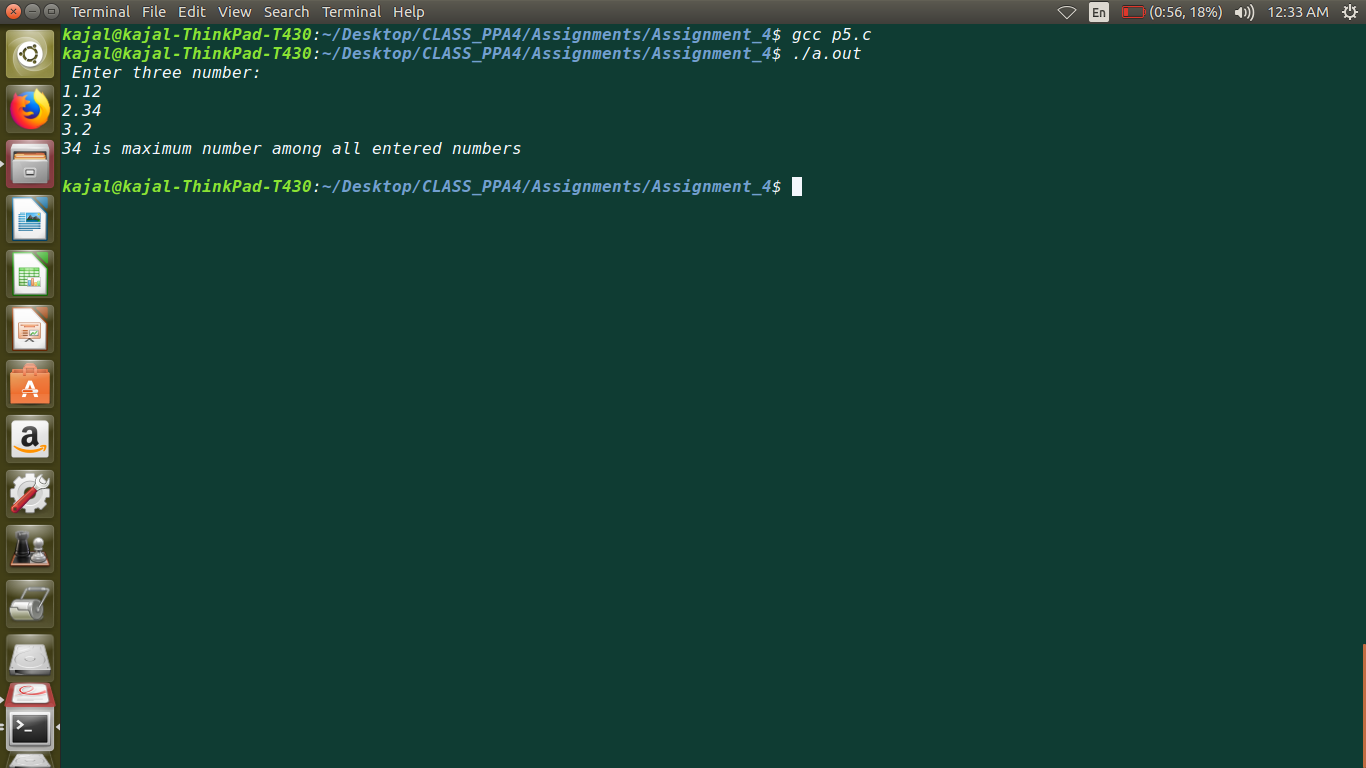 Terminal File Edit View Search Terminal Help En (0:56, 18%) 12:33 AM
kajal@kajal-ThinkPad-T430:~/Desktop/CLASS_PPA4/Assignments/Assignment_4$ gcc p5.c
kajal@kajal-ThinkPad-T430:~/Desktop/CLASS_PPA4/Assignments/Assignment_4$ ./a.out
Enter three number:
1.12
2.34
3.2
34 is maximum number among all entered numbers
kajal@kajal-ThinkPad-T430:~/Desktop/CLASS_PPA4/Assignments/Assignment_4$